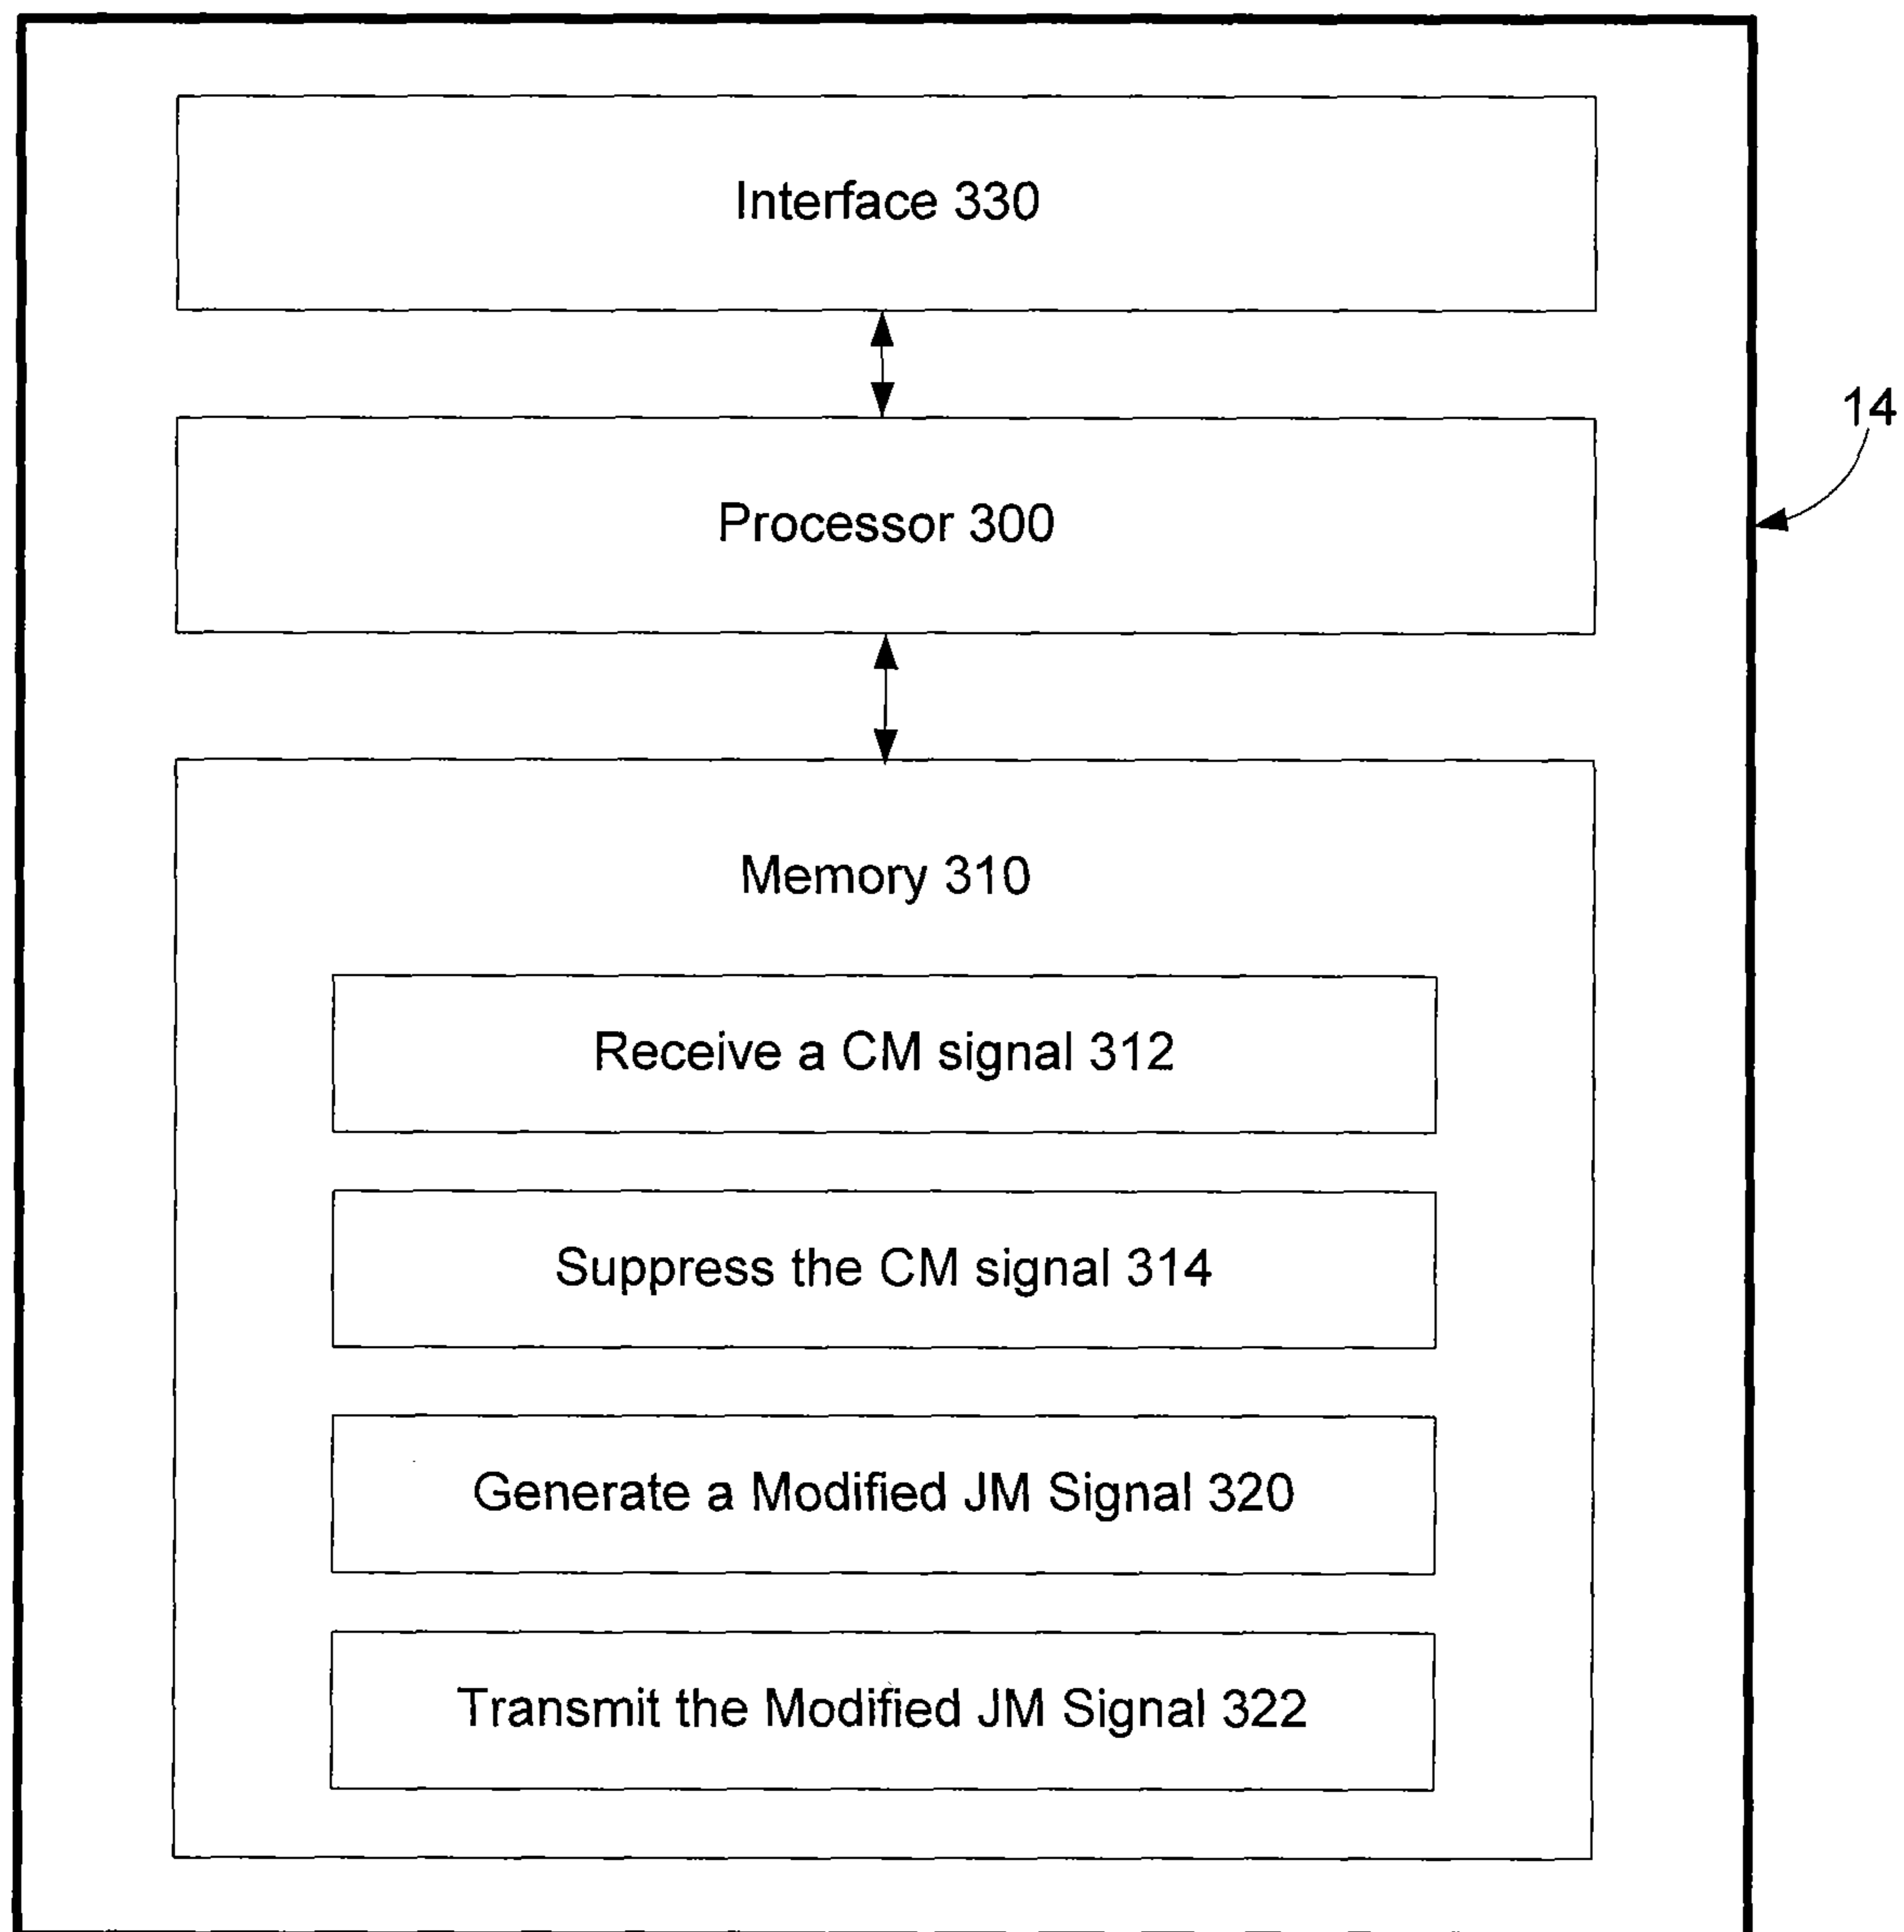 Interface 330
Processor 300
14
Memory 310
Receive a CM signal 312
Suppress the CM signal 314
Generate a Modified JM Signal 320
Transmit the Modified JM Signal 322